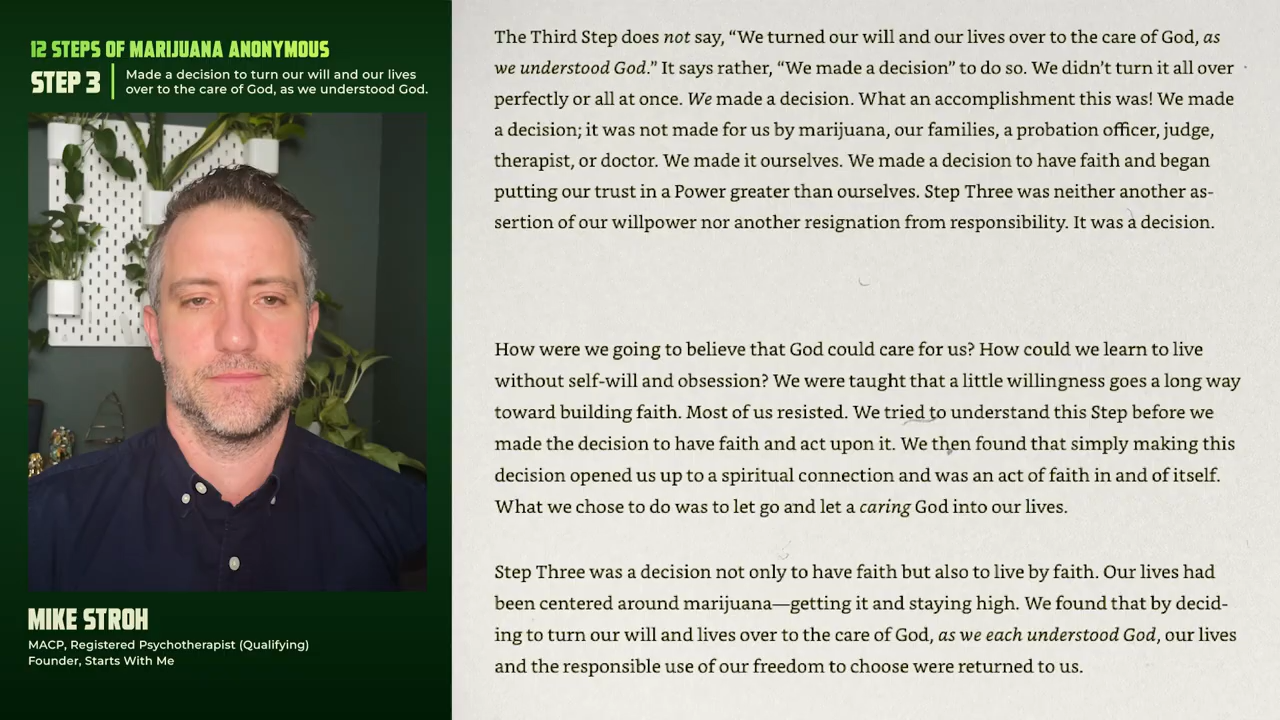 12 STEPS OF MARIJUANA ANONYMOUS
STEP 3
Made a decision to turn our will and our lives
over to the care of God, as we understood God.
MIKE STROH
MACP, Registered Psychotherapist (Qualifying)
Founder, Starts With Me
The Third Step does not say, “We turned our will and our lives over to the care of God, as
we understood God.” It says rather, “We made a decision” to do so. We didn’t turn it all over
perfectly or all at once. We made a decision. What an accomplishment this was! We made
a decision; it was not made for us by marijuana, our families, a probation officer, judge,
therapist, or doctor. We made it ourselves. We made a decision to have faith and began
putting our trust in a Power greater than ourselves. Step Three was neither another as-
sertion of our willpower nor another resignation from responsibility. It was a decision.
How were we going to believe that God could care for us? How could we learn to live
without self-will and obsession? We were taught that a little willingness goes a long way
toward building faith. Most of us resisted. We tried to understand this Step before we
made the decision to have faith and act upon it. We then found that simply making this
decision opened us up to a spiritual connection and was an act of faith in and of itself.
What we chose to do was to let go and let a caring God into our lives.
Step Three was a decision not only to have faith but also to live by faith. Our lives had
been centered around marijuana—getting it and staying high. We found that by decid-
ing to turn our will and lives over to the care of God, as we each understood God, our lives
and the responsible use of our freedom to choose were returned to us.